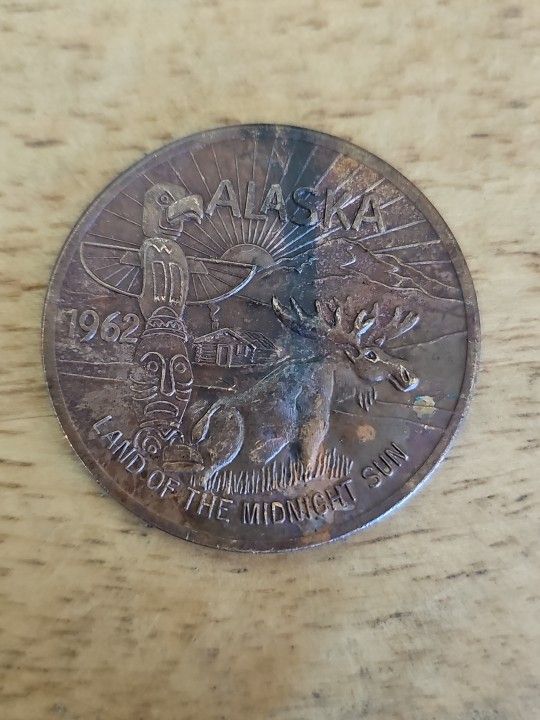 ALASKA
1962
LAND OF THE MIDNIGHT SUN